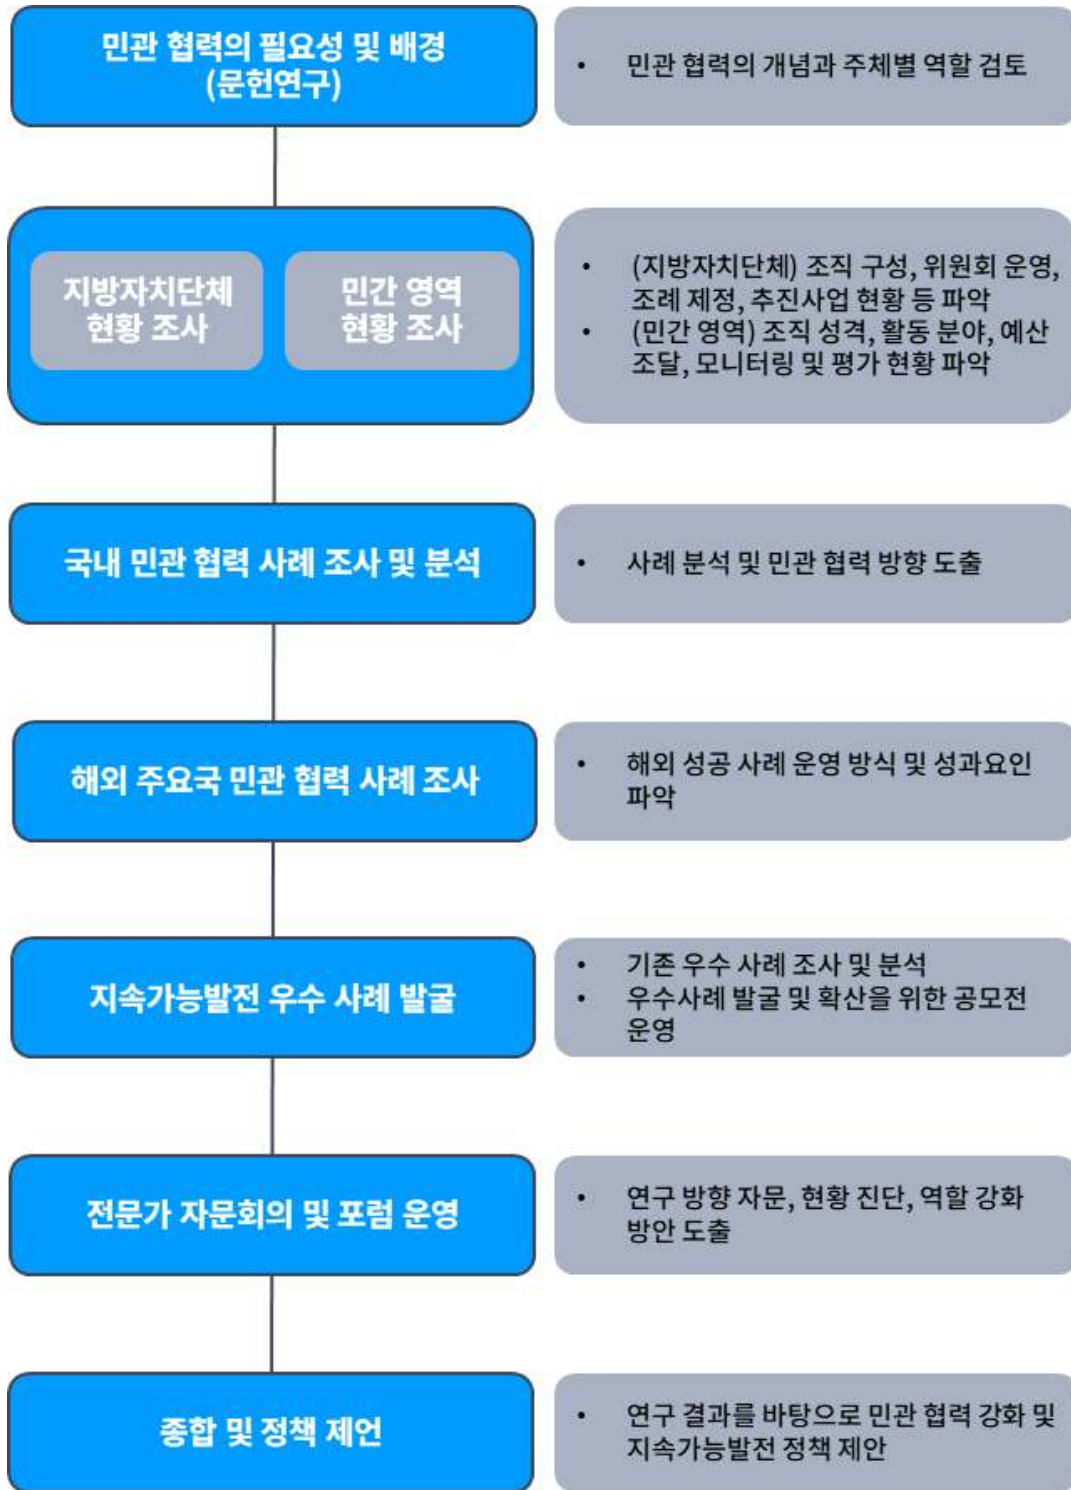 민관 협력의 필요성 및 배경
(문헌연구)
• 민관 협력의 개념과 주체별 역할 검토
지방자치단체
현황 조사
민간 영역
현황 조사
• (지방자치단체) 조직 구성, 위원회 운영,
조례 제정, 추진사업 현황 등 파악
• (민간 영역) 조직 성격, 활동 분야, 예산
조달, 모니터링 및 평가 현황 파악
국내 민관 협력 사례 조사 및 분석
• 사례 분석 및 민관 협력 방향 도출
해외 주요국 민관 협력 사례 조사
• 해외 성공 사례 운영 방식 및 성과요인
파악
지속가능발전 우수 사례 발굴
• 기존 우수 사례 조사 및 분석
• 우수사례 발굴 및 확산을 위한 공모전
운영
전문가 자문회의 및 포럼 운영
• 연구 방향 자문, 현황 진단, 역할 강화
방안 도출
종합 및 정책 제언
• 연구 결과를 바탕으로 민관 협력 강화 및
지속가능발전 정책 제안